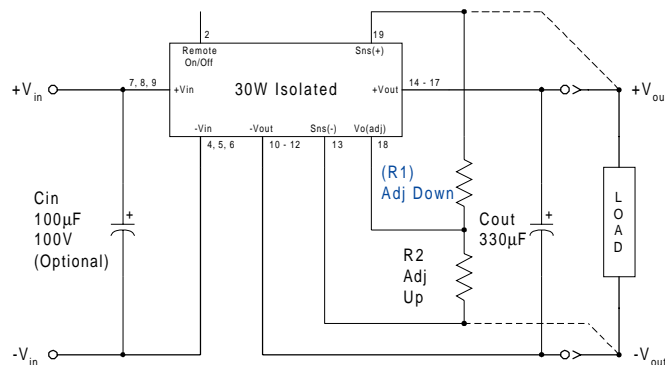 2
19
Remote
On/Off
Sns(+)
7, 8, 9
+Vin
30W Isolated
+Vout
14 - 17
+Vin
+Vou
-Vin
-Vout
Sns(-)
Vo(adj)
4, 5, 6
10 - 12
13
18
(R1)
Adj Down
Cin
100µF
100V
(Optional)
+
Cout
330µF
+
LOAD
R2
Adj
Up
-Vin
-Vout